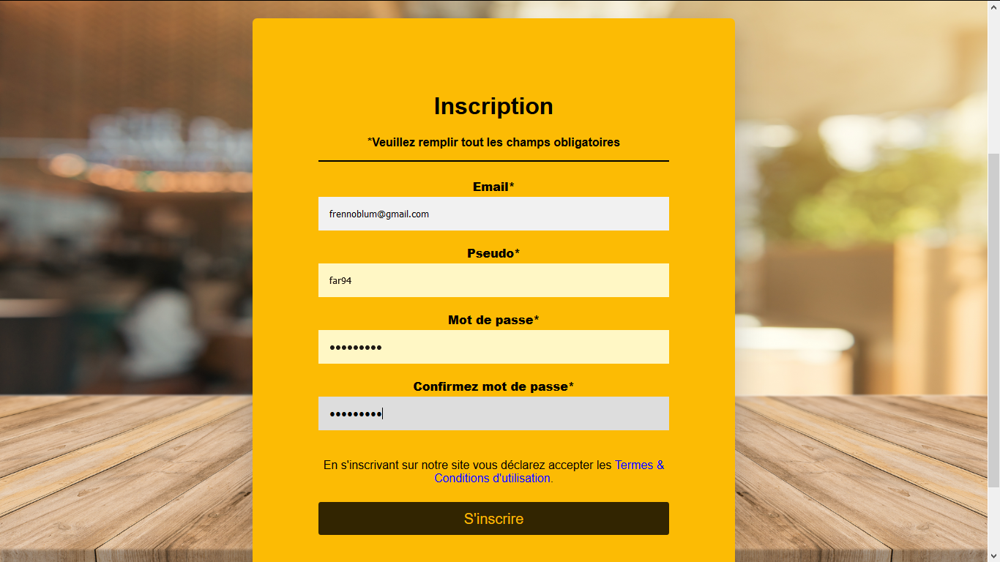 Inscription
*Veuillez remplir tout les champs obligatoires
Email*
frennoblum@gmail.com
Pseudo*
far94
Mot de passe*
•••••••••
Confirmez mot de passe*
•••••••••
En s'inscrivant sur notre site vous déclarez accepter les Termes &
Conditions d'utilisation.
S'inscrire